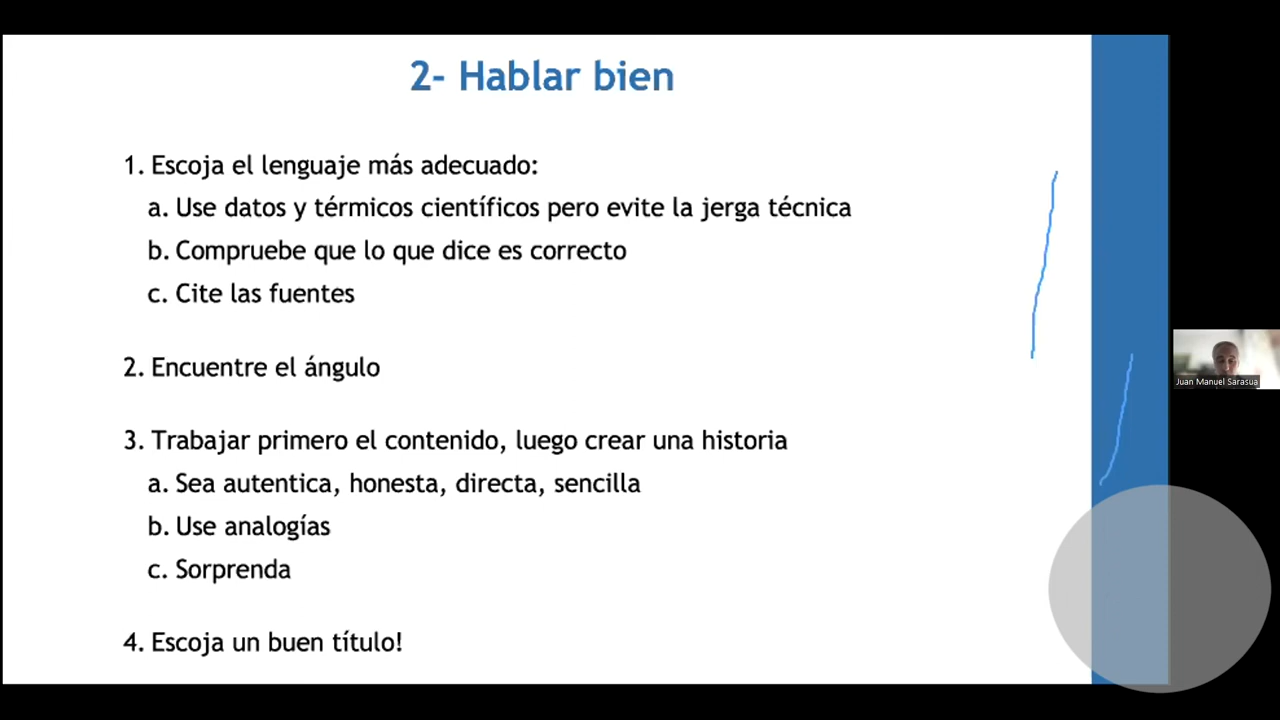 2- Hablar bien
1. Escoja el lenguaje más adecuado:
a. Use datos y térmicos científicos pero evite la jerga técnica
b. Compruebe que lo que dice es correcto
c. Cite las fuentes
2. Encuentre el ángulo
3. Trabajar primero el contenido, luego crear una historia
a. Sea autentica, honesta, directa, sencilla
b. Use analogías
c. Sorprenda
4. Escoja un buen título!
Juan Manuel Sarasua